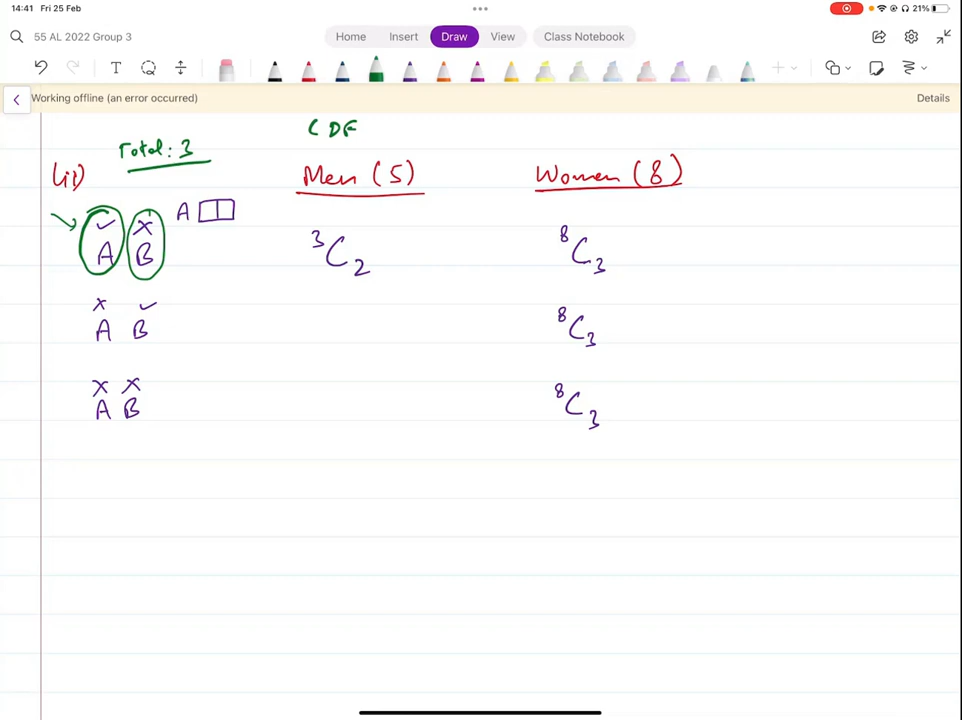 14:41 Fri 25 Feb
21%
55 AL 2022 Group 3
Home Insert Draw View Class Notebook
Working offline (an error occurred) Details
Total: 3
C D E
(ii) Men (5) Women (8)
✓ × A
A B ³C₂ ⁸C₃
× ✓
A B ⁸C₃
× ×
A B ⁸C₃